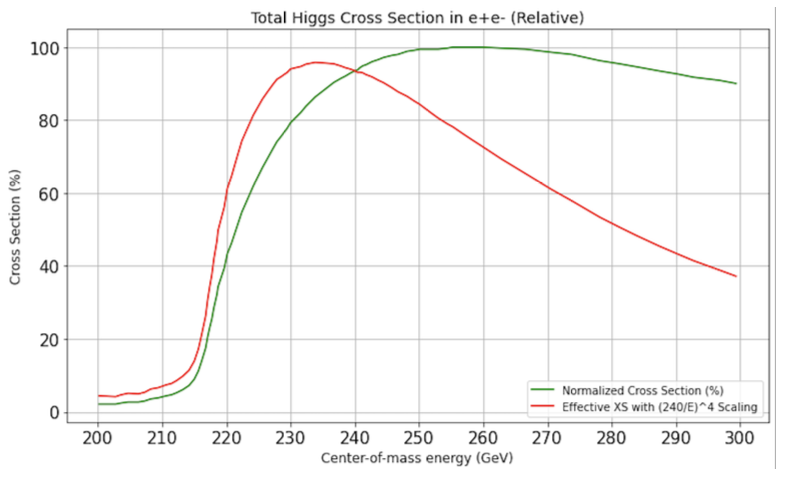 Total Higgs Cross Section in e+e- (Relative)
Cross Section (%)
100
80
60
40
20
0
200 210 220 230 240 250 260 270 280 290 300
Center-of-mass energy (GeV)
Normalized Cross Section (%)
Effective XS with (240/E)^4 Scaling